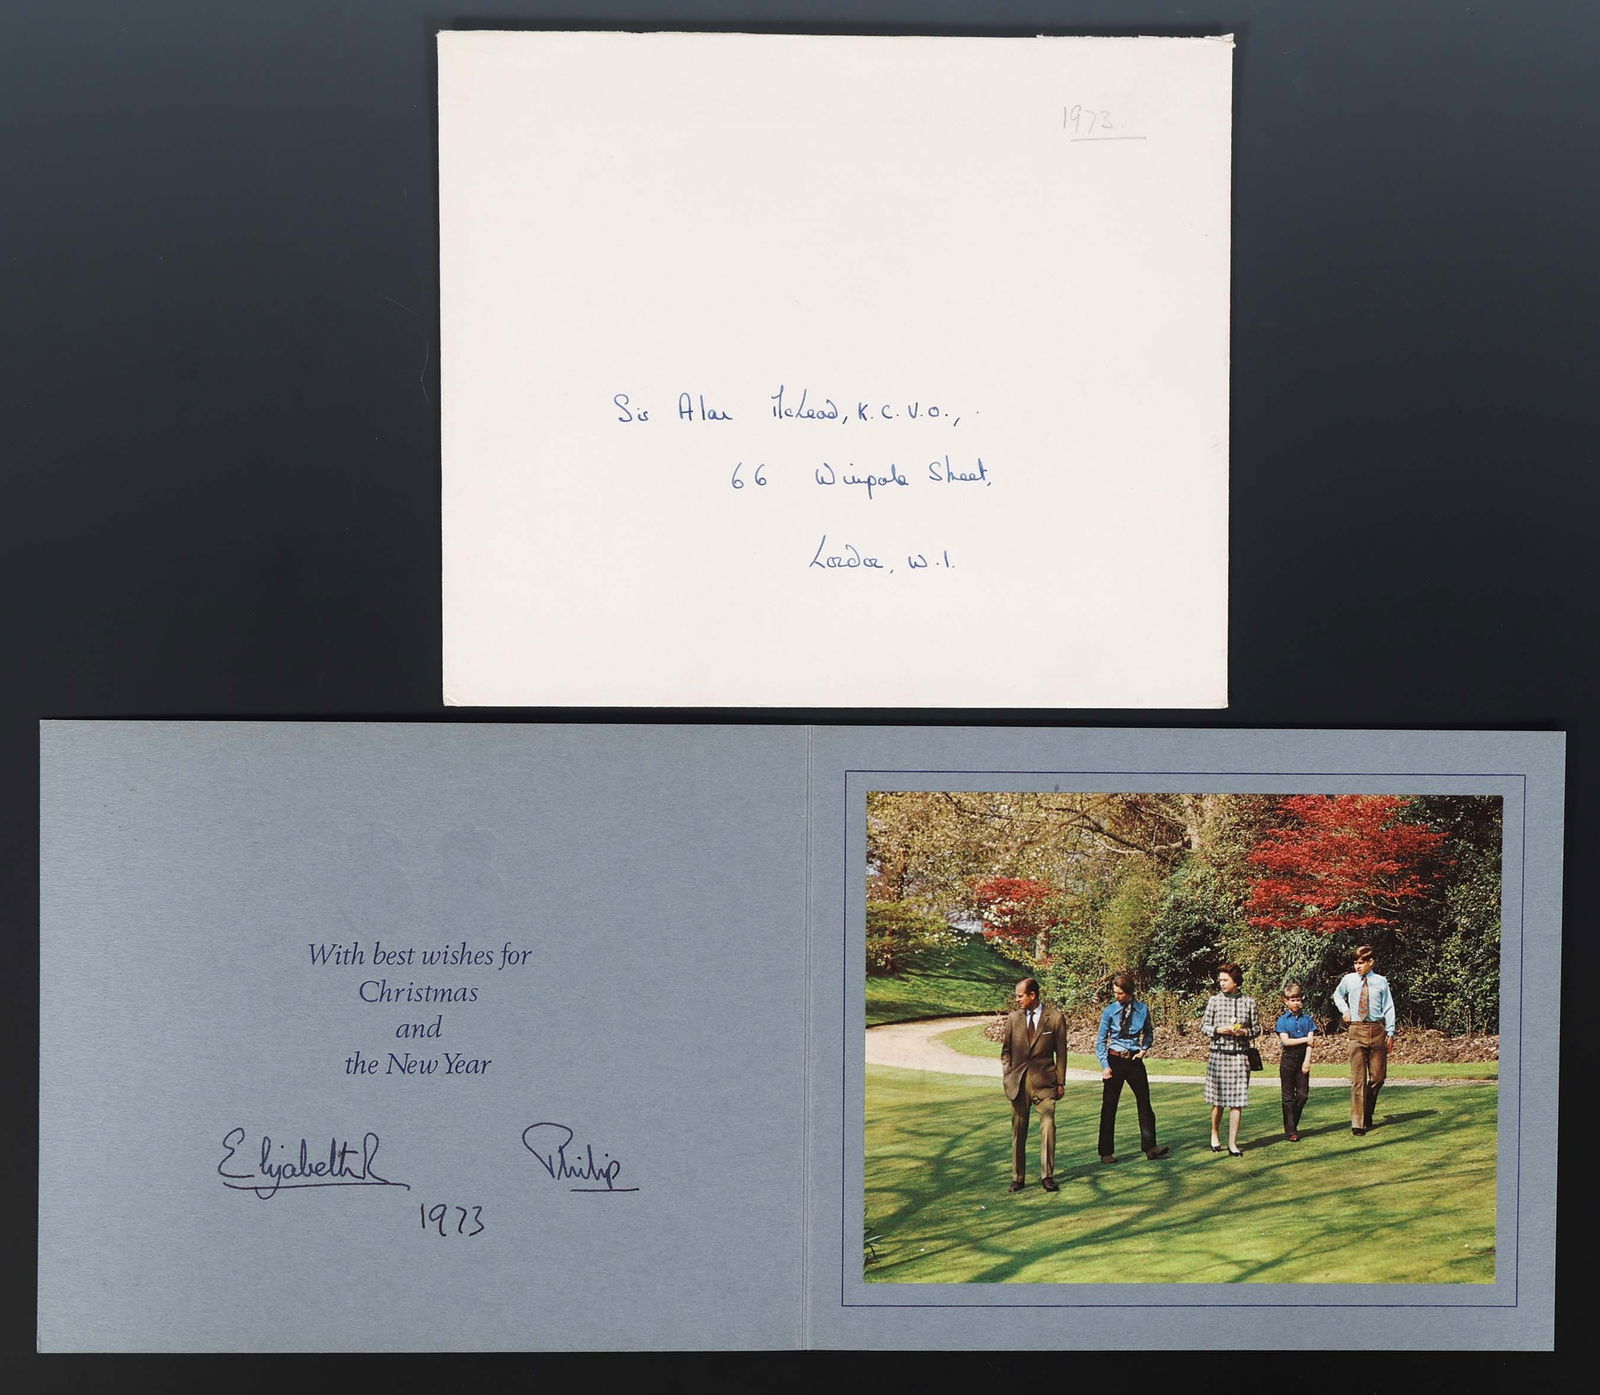 1973.
Sir Alan McLeod, K.C.V.O.,
66 Wimpole Street,
London, W.1.
With best wishes for
Christmas
and
the New Year
Elizabeth R Philip
1973